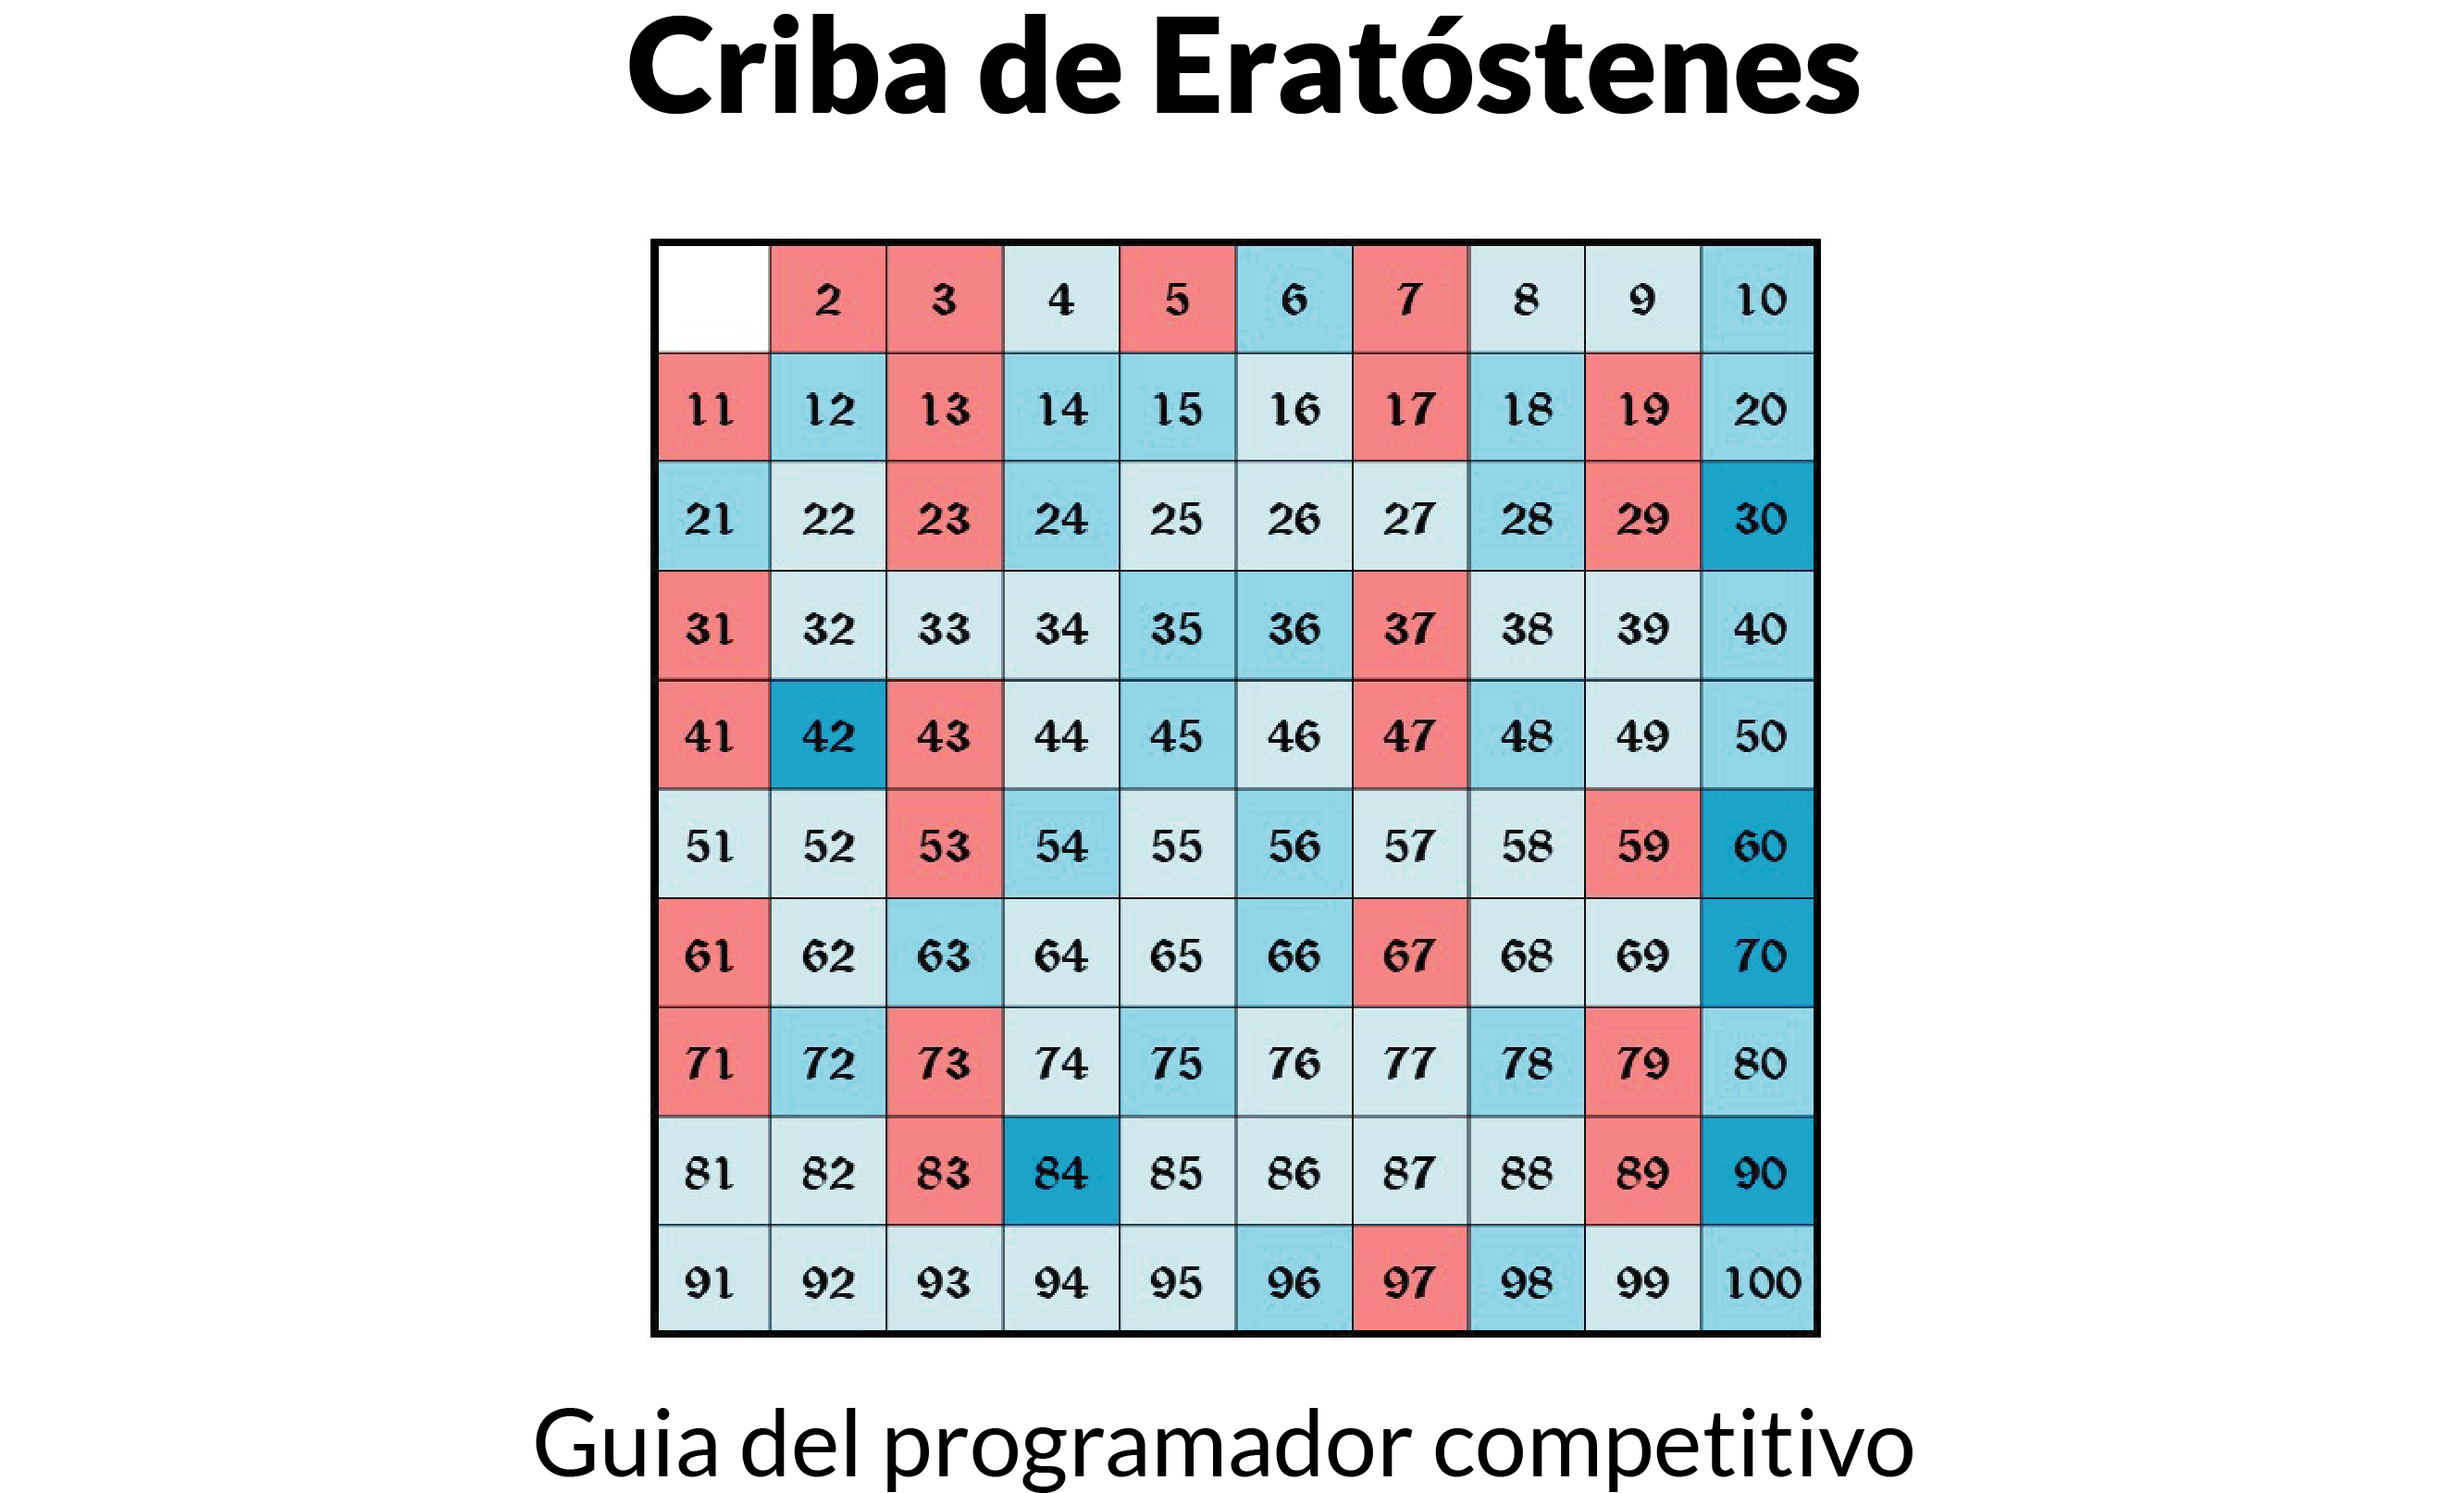 Criba de Eratóstenes
2 3 4 5 6 7 8 9 10
11 12 13 14 15 16 17 18 19 20
21 22 23 24 25 26 27 28 29 30
31 32 33 34 35 36 37 38 39 40
41 42 43 44 45 46 47 48 49 50
51 52 53 54 55 56 57 58 59 60
61 62 63 64 65 66 67 68 69 70
71 72 73 74 75 76 77 78 79 80
81 82 83 84 85 86 87 88 89 90
91 92 93 94 95 96 97 98 99 100
Guia del programador competitivo